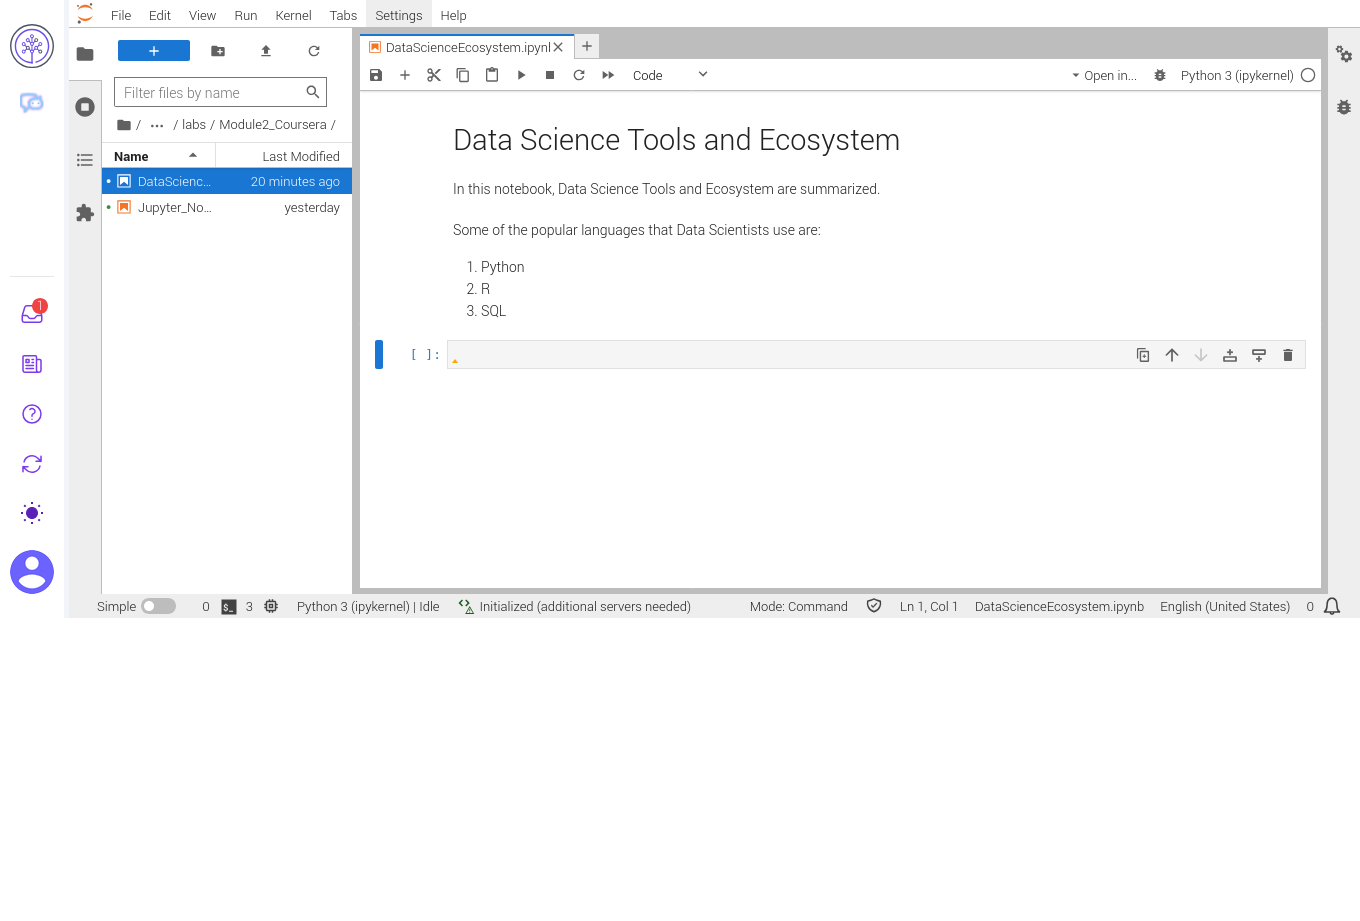 File Edit View Run Kernel Tabs Settings Help
+
Filter files by name
/ ... / labs / Module2_Coursera /
Name Last Modified
DataScienc... 20 minutes ago
Jupyter_No... yesterday
1
DataScienceEcosystem.ipynl
Code
Open in... Python 3 (ipykernel)
Data Science Tools and Ecosystem
In this notebook, Data Science Tools and Ecosystem are summarized.
Some of the popular languages that Data Scientists use are:
1. Python
2. R
3. SQL
[ ]:
Simple 0 $_ 3 Python 3 (ipykernel) | Idle Initialized (additional servers needed) Mode: Command Ln 1, Col 1 DataScienceEcosystem.ipynb English (United States) 0